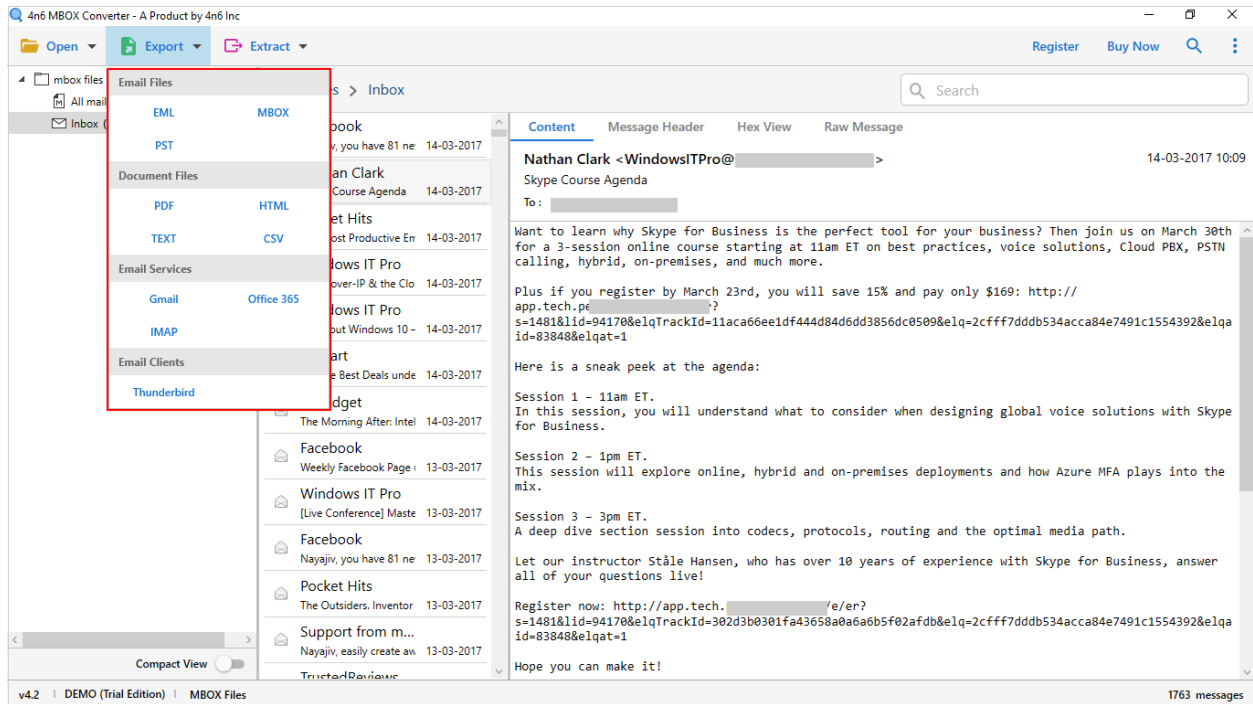 4n6 MBOX Converter - A Product by 4n6 Inc
Open Export Extract Register Buy Now
mbox files
All mail
Inbox (
Email Files
EML MBOX
PST
Document Files
PDF HTML
TEXT CSV
Email Services
Gmail Office 365
IMAP
Email Clients
Thunderbird
> Inbox
Search
book
, you have 81 ne 14-03-2017
an Clark
Course Agenda 14-03-2017
et Hits
ost Productive Em 14-03-2017
dows IT Pro
over-IP & the Clo 14-03-2017
dows IT Pro
out Windows 10 – 14-03-2017
art
e Best Deals unde 14-03-2017
dget
The Morning After: Intel 14-03-2017
Facebook
Weekly Facebook Page 13-03-2017
Windows IT Pro
[Live Conference] Maste 13-03-2017
Facebook
Nayajiv, you have 81 ne 13-03-2017
Pocket Hits
The Outsiders. Inventor 13-03-2017
Support from m...
Nayajiv, easily create aw 13-03-2017
TrustedReviews
Content Message Header Hex View Raw Message
Nathan Clark <WindowsITPro@ > 14-03-2017 10:09
Skype Course Agenda
To :
Want to learn why Skype for Business is the perfect tool for your business? Then join us on March 30th
for a 3-session online course starting at 11am ET on best practices, voice solutions, Cloud PBX, PSTN
calling, hybrid, on-premises, and much more.
Plus if you register by March 23rd, you will save 15% and pay only $169: http://
app.tech.pe ?
s=1481&lid=94170&elqTrackId=11aca66ee1df444d84d6dd3856dc0509&elq=2cfff7dddb534acca84e7491c1554392&elqa
id=83848&elqat=1
Here is a sneak peek at the agenda:
Session 1 – 11am ET.
In this session, you will understand what to consider when designing global voice solutions with Skype
for Business.
Session 2 – 1pm ET.
This session will explore online, hybrid and on-premises deployments and how Azure MFA plays into the
mix.
Session 3 – 3pm ET.
A deep dive section session into codecs, protocols, routing and the optimal media path.
Let our instructor Ståle Hansen, who has over 10 years of experience with Skype for Business, answer
all of your questions live!
Register now: http://app.tech. /e/er?
s=1481&lid=94170&elqTrackId=302d3b0301fa43658a0a6a6b5f02afdb&elq=2cfff7dddb534acca84e7491c1554392&elqa
id=83848&elqat=1
Hope you can make it!
Compact View
v4.2 DEMO (Trial Edition) MBOX Files 1763 messages